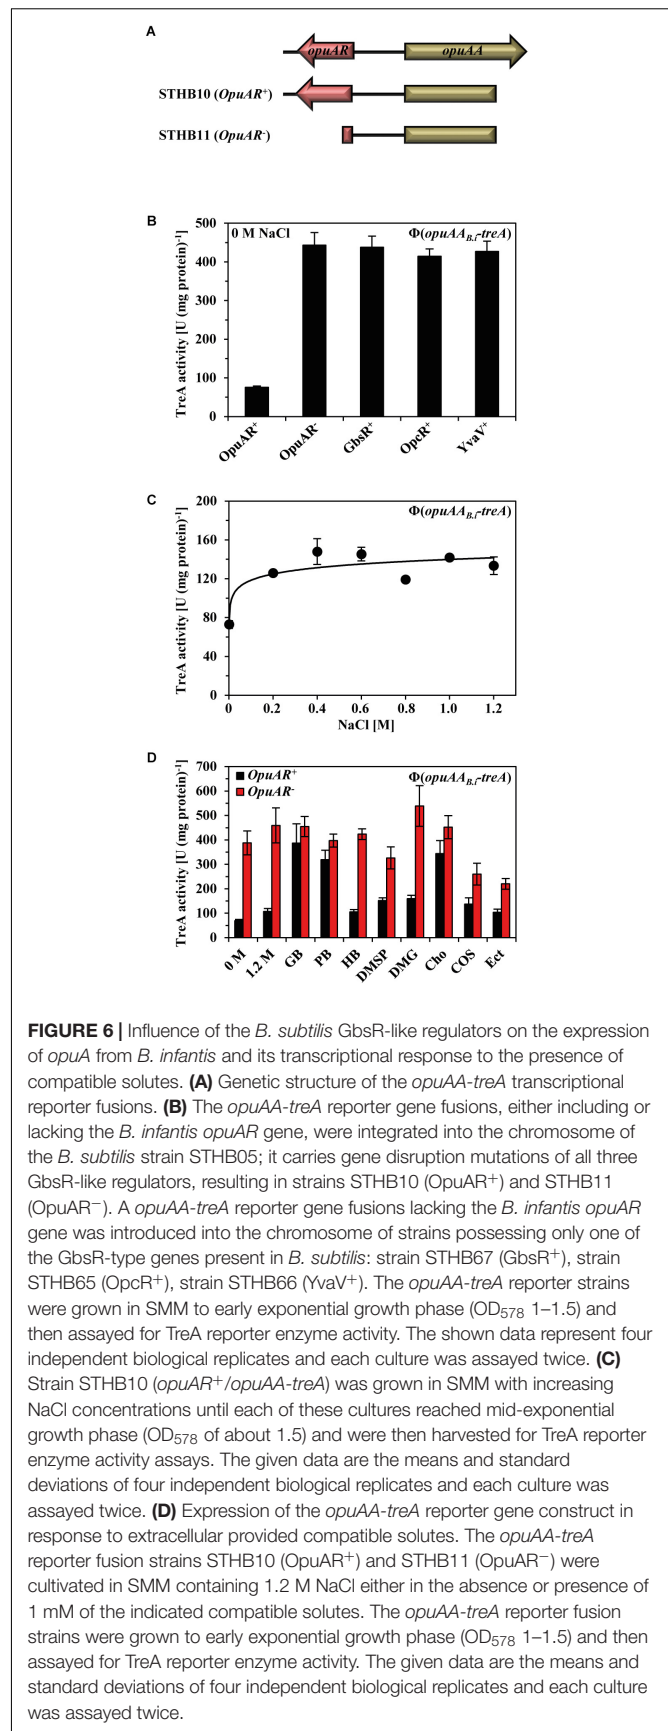 A
opuAR opuAA
STHB10 (OpuAR⁺)
STHB11 (OpuAR⁻)
B
0 M NaCl Φ(opuAA_B.i-treA)
TreA activity [U (mg protein)⁻¹]
500
400
300
200
100
0
OpuAR⁺ OpuAR⁻ GbsR⁺ OpcR⁺ YvaV⁺
C
Φ(opuAA_B.i-treA)
TreA activity [U (mg protein)⁻¹]
200
160
120
80
40
0
0 0.2 0.4 0.6 0.8 1.0 1.2
NaCl [M]
D
OpuAR⁺ Φ(opuAA_B.i-treA)
OpuAR⁻
TreA activity [U (mg protein)⁻¹]
700
600
500
400
300
200
100
0
0 M 1.2 M GB PB HB DMSP DMG Cho COS Ect
FIGURE 6 | Influence of the B. subtilis GbsR-like regulators on the expression
of opuA from B. infantis and its transcriptional response to the presence of
compatible solutes. (A) Genetic structure of the opuAA-treA transcriptional
reporter fusions. (B) The opuAA-treA reporter gene fusions, either including or
lacking the B. infantis opuAR gene, were integrated into the chromosome of
the B. subtilis strain STHB05; it carries gene disruption mutations of all three
GbsR-like regulators, resulting in strains STHB10 (OpuAR⁺) and STHB11
(OpuAR⁻). A opuAA-treA reporter gene fusions lacking the B. infantis opuAR
gene was introduced into the chromosome of strains possessing only one of
the GbsR-type genes present in B. subtilis: strain STHB67 (GbsR⁺), strain
STHB65 (OpcR⁺), strain STHB66 (YvaV⁺). The opuAA-treA reporter strains
were grown in SMM to early exponential growth phase (OD₅₇₈ 1–1.5) and
then assayed for TreA reporter enzyme activity. The shown data represent four
independent biological replicates and each culture was assayed twice. (C)
Strain STHB10 (opuAR⁺/opuAA-treA) was grown in SMM with increasing
NaCl concentrations until each of these cultures reached mid-exponential
growth phase (OD₅₇₈ of about 1.5) and were then harvested for TreA reporter
enzyme activity assays. The given data are the means and standard
deviations of four independent biological replicates and each culture was
assayed twice. (D) Expression of the opuAA-treA reporter gene construct in
response to extracellular provided compatible solutes. The opuAA-treA
reporter fusion strains STHB10 (OpuAR⁺) and STHB11 (OpuAR⁻) were
cultivated in SMM containing 1.2 M NaCl either in the absence or presence of
1 mM of the indicated compatible solutes. The opuAA-treA reporter fusion
strains were grown to early exponential growth phase (OD₅₇₈ 1–1.5) and then
assayed for TreA reporter enzyme activity. The given data are the means and
standard deviations of four independent biological replicates and each culture
was assayed twice.